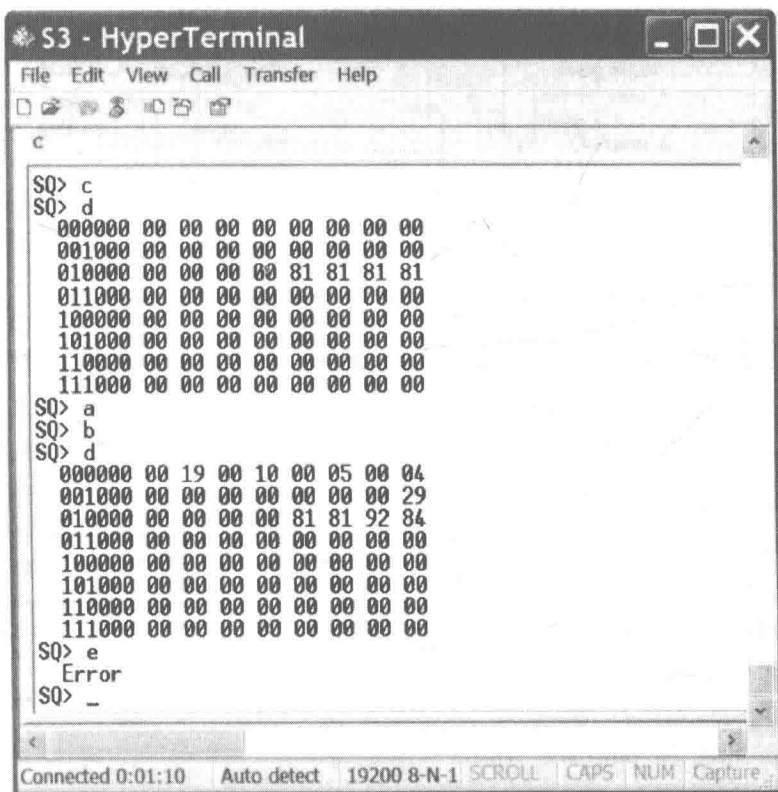 S3 - HyperTerminal
File Edit View Call Transfer Help
c
SQ> c
SQ> d
000000 00 00 00 00 00 00 00 00
001000 00 00 00 00 00 00 00 00
010000 00 00 00 00 81 81 81 81
011000 00 00 00 00 00 00 00 00
100000 00 00 00 00 00 00 00 00
101000 00 00 00 00 00 00 00 00
110000 00 00 00 00 00 00 00 00
111000 00 00 00 00 00 00 00 00
SQ> a
SQ> b
SQ> d
000000 00 19 00 10 00 05 00 04
001000 00 00 00 00 00 00 00 29
010000 00 00 00 00 81 81 92 84
011000 00 00 00 00 00 00 00 00
100000 00 00 00 00 00 00 00 00
101000 00 00 00 00 00 00 00 00
110000 00 00 00 00 00 00 00 00
111000 00 00 00 00 00 00 00 00
SQ> e
Error
SQ> _
Connected 0:01:10 Auto detect 19200 8-N-1 SCROLL CAPS NUM Capture